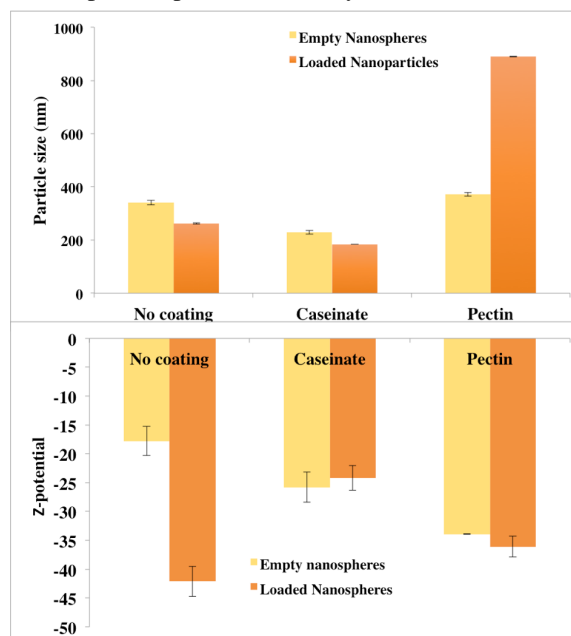 Empty Nanospheres
Loaded Nanoparticles
1000
800
600
400
200
0
Particle size (nm)
No coating Caseinate Pectin
0
-5
-10
-15
-20
-25
-30
-35
-40
-45
-50
Z-potential
No coating Caseinate Pectin
Empty nanospheres
Loaded Nanospheres